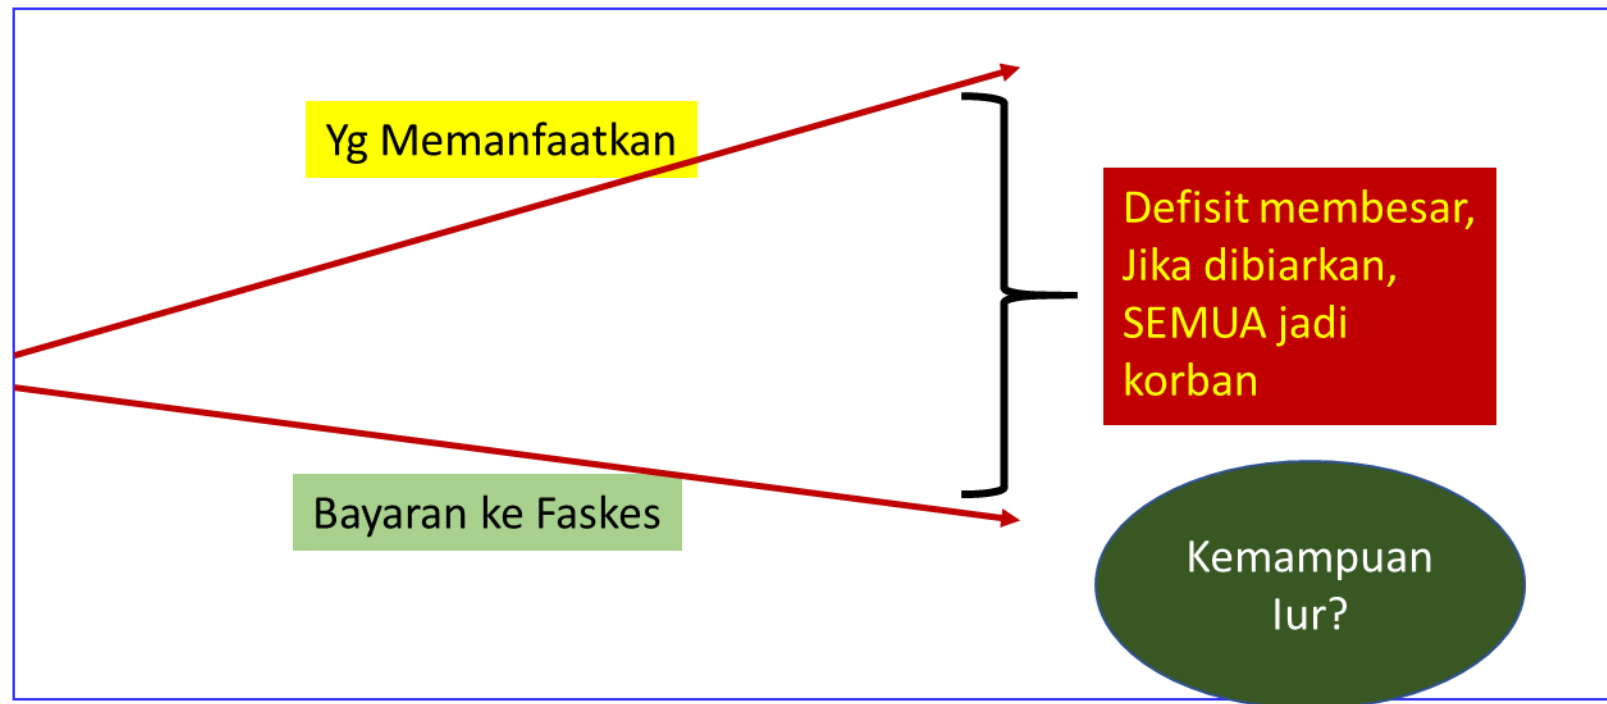 Yg Memanfaatkan
Defisit membesar,
Jika dibiarkan,
SEMUA jadi
korban
Bayaran ke Faskes
Kemampuan
Iur?